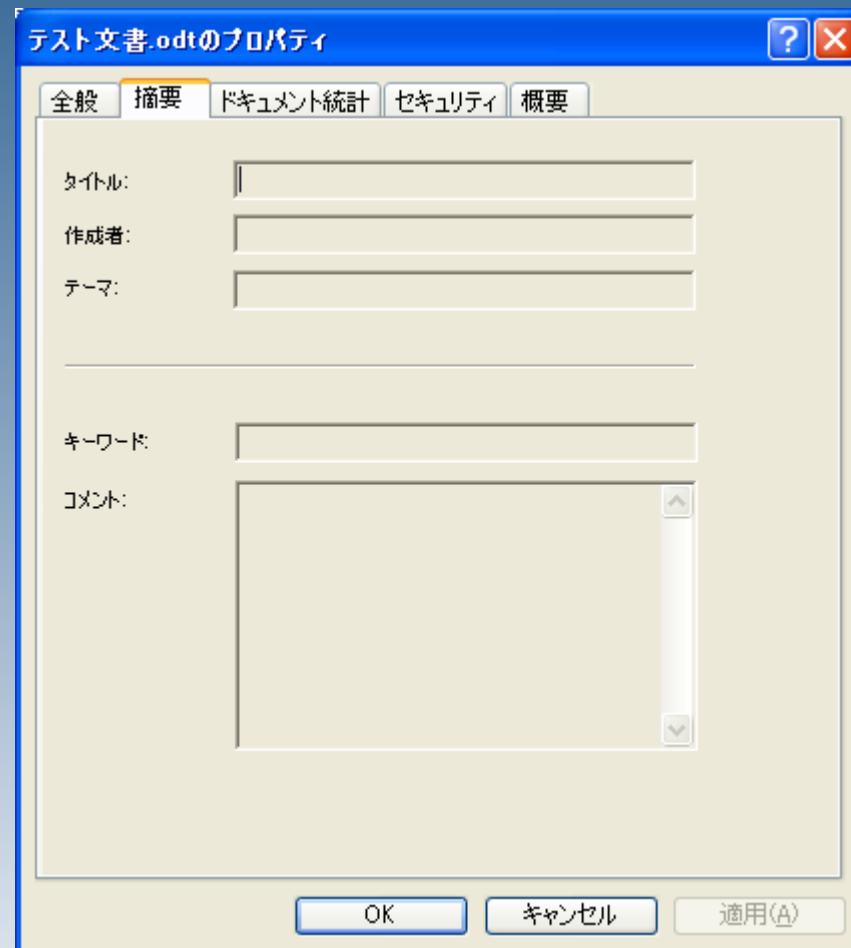 テスト文書.odtのプロパティ
全般 摘要 ドキュメント統計 セキュリティ 概要
タイトル:
作成者:
テーマ:
キーワード:
コメント:
OK キャンセル 適用(A)